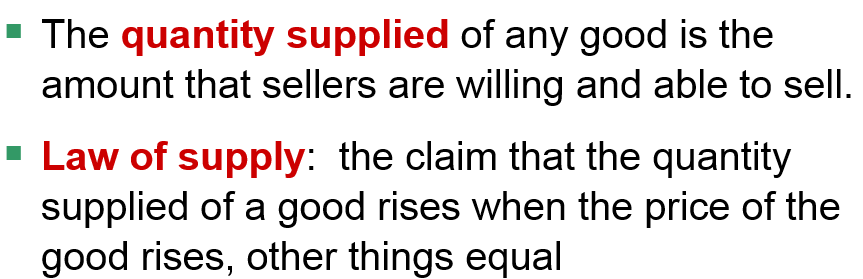 The quantity supplied of any good is the
amount that sellers are willing and able to sell.
Law of supply:  the claim that the quantity
supplied of a good rises when the price of the
good rises, other things equal